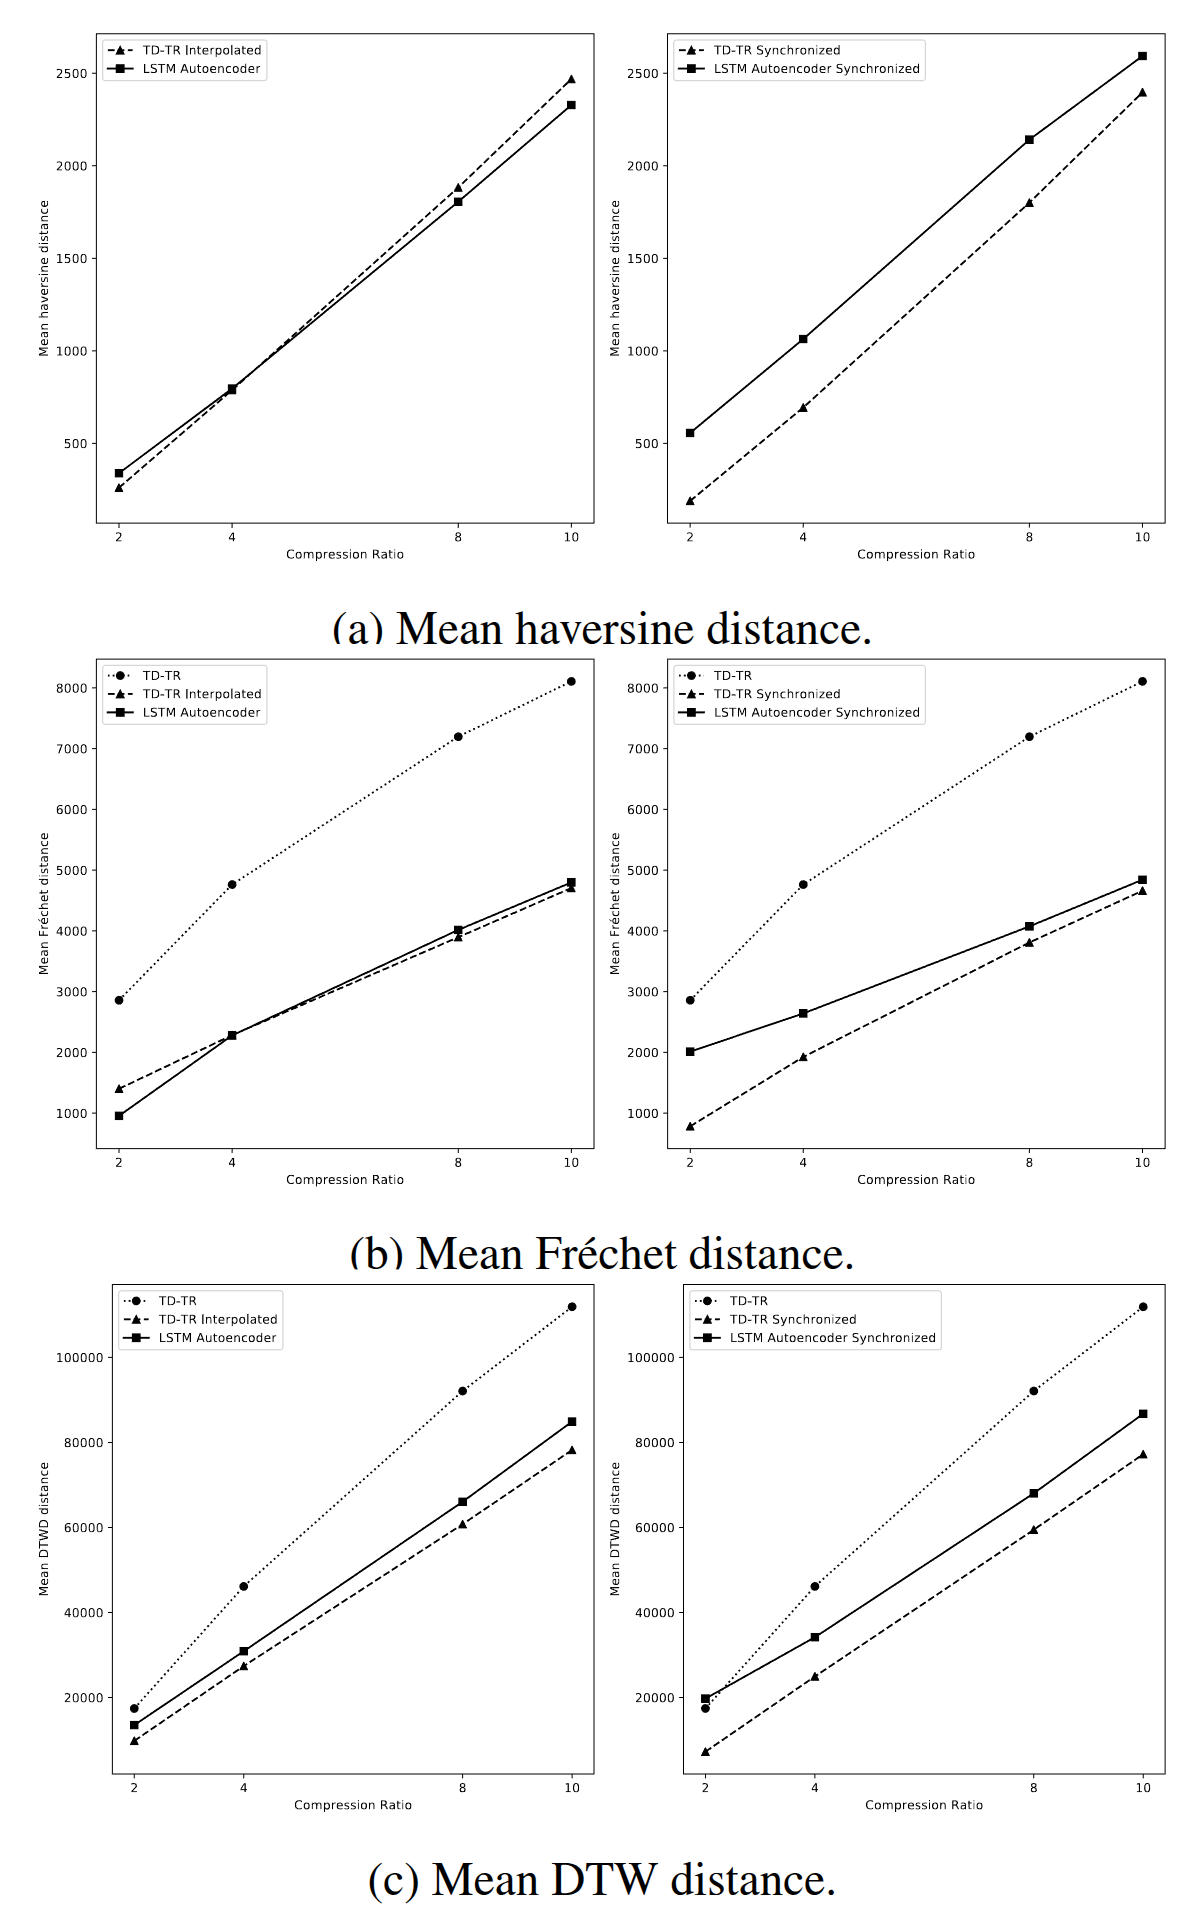 TD-TR Interpolated
LSTM Autoencoder
2500
2000
1500
1000
500
Mean haversine distance
2 4 8 10
Compression Ratio
TD-TR Synchronized
LSTM Autoencoder Synchronized
2500
2000
1500
1000
500
Mean haversine distance
2 4 8 10
Compression Ratio
(a) Mean haversine distance.
TD-TR
TD-TR Interpolated
LSTM Autoencoder
8000
7000
6000
5000
4000
3000
2000
1000
Mean Fréchet distance
2 4 8 10
Compression Ratio
TD-TR
TD-TR Synchronized
LSTM Autoencoder Synchronized
8000
7000
6000
5000
4000
3000
2000
1000
Mean Fréchet distance
2 4 8 10
Compression Ratio
(b) Mean Fréchet distance.
TD-TR
TD-TR Interpolated
LSTM Autoencoder
100000
80000
60000
40000
20000
Mean DTWD distance
2 4 8 10
Compression Ratio
TD-TR
TD-TR Synchronized
LSTM Autoencoder Synchronized
100000
80000
60000
40000
20000
Mean DTWD distance
2 4 8 10
Compression Ratio
(c) Mean DTW distance.